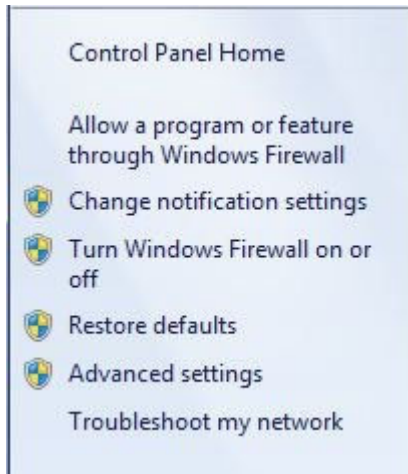 Control Panel Home
Allow a program or feature
through Windows Firewall
Change notification settings
Turn Windows Firewall on or
off
Restore defaults
Advanced settings
Troubleshoot my network